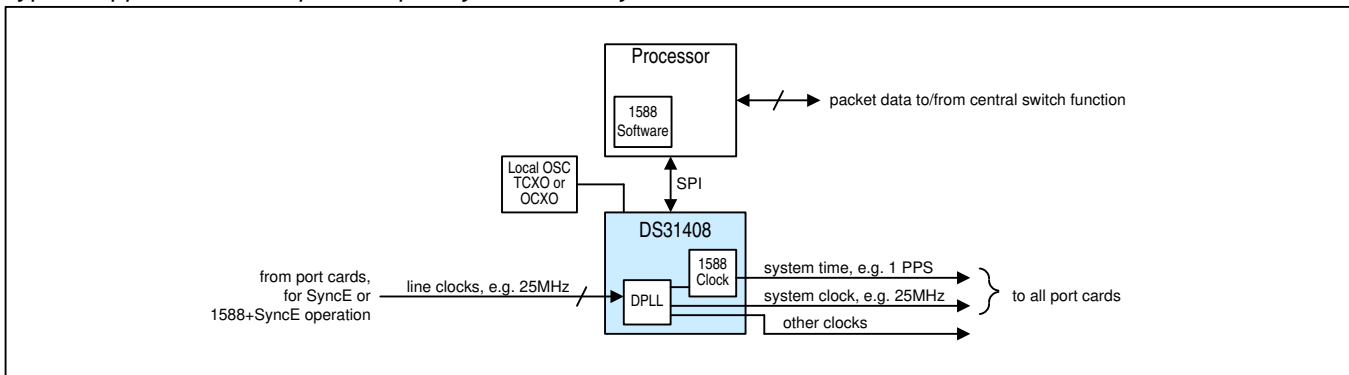 Processor
1588
Software
packet data to/from central switch function
Local OSC
TCXO or
OCXO
SPI
DS31408
1588
Clock
DPLL
from port cards,
for SyncE or
1588+SyncE operation
line clocks, e.g. 25MHz
system time, e.g. 1 PPS
system clock, e.g. 25MHz
other clocks
to all port cards